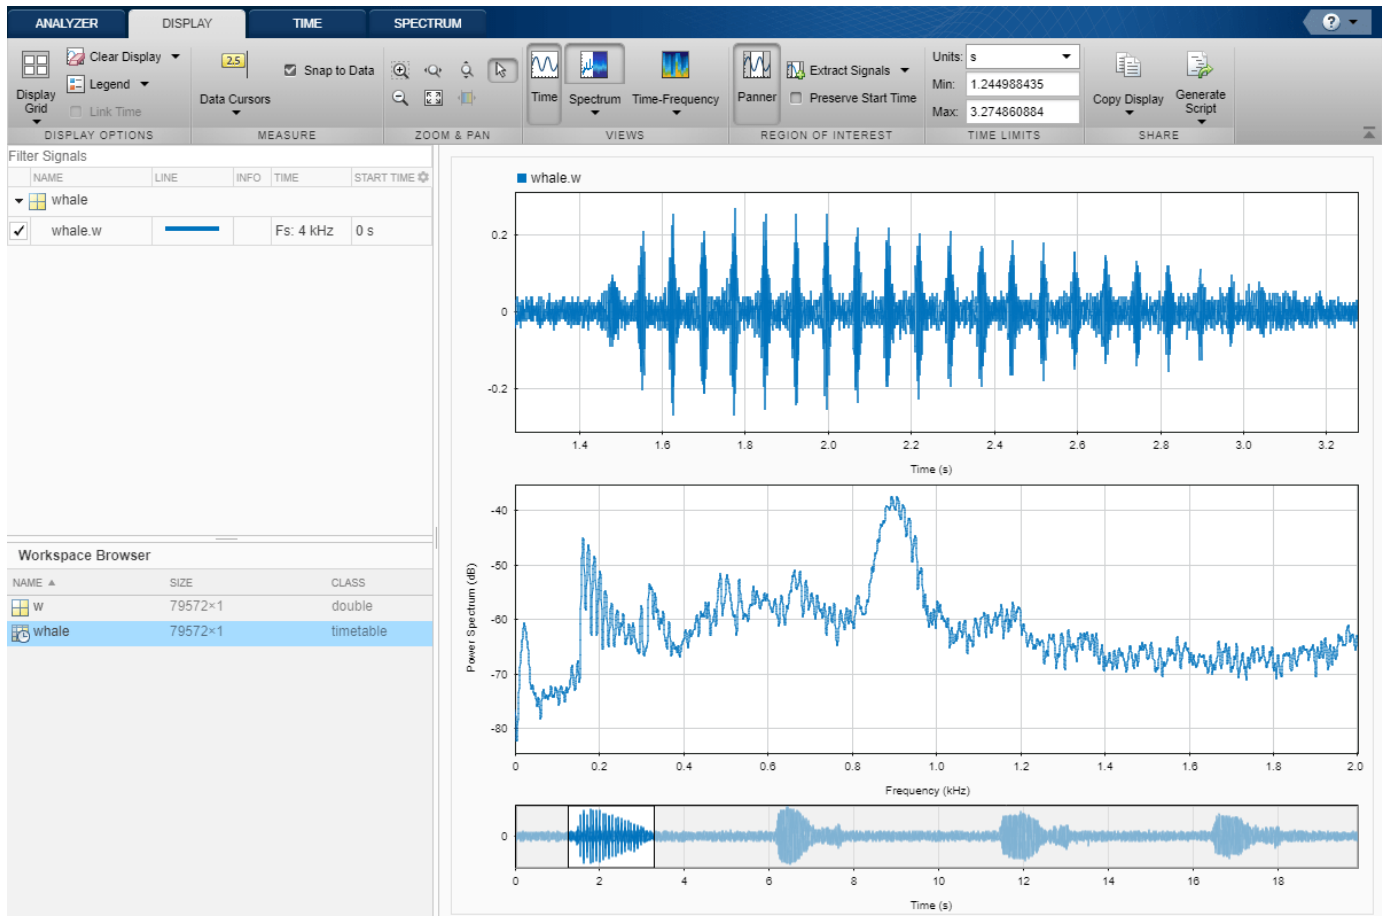 ANALYZER DISPLAY TIME SPECTRUM ?
Display Grid
Clear Display
Legend
Link Time
DISPLAY OPTIONS
2.5
Data Cursors
Snap to Data
MEASURE
ZOOM & PAN
Time Spectrum Time-Frequency
VIEWS
Panner
Extract Signals
Preserve Start Time
REGION OF INTEREST
Units: s
Min: 1.244988435
Max: 3.274860884
TIME LIMITS
Copy Display
Generate Script
SHARE
Filter Signals
NAME LINE INFO TIME START TIME
whale
whale.w Fs: 4 kHz 0 s
Workspace Browser
NAME SIZE CLASS
w 79572×1 double
whale 79572×1 timetable
whale.w
0.2
0
-0.2
1.4 1.6 1.8 2.0 2.2 2.4 2.6 2.8 3.0 3.2
Time (s)
Power Spectrum (dB)
-40
-50
-60
-70
-80
0 0.2 0.4 0.6 0.8 1.0 1.2 1.4 1.6 1.8 2.0
Frequency (kHz)
0
0 2 4 6 8 10 12 14 16 18
Time (s)